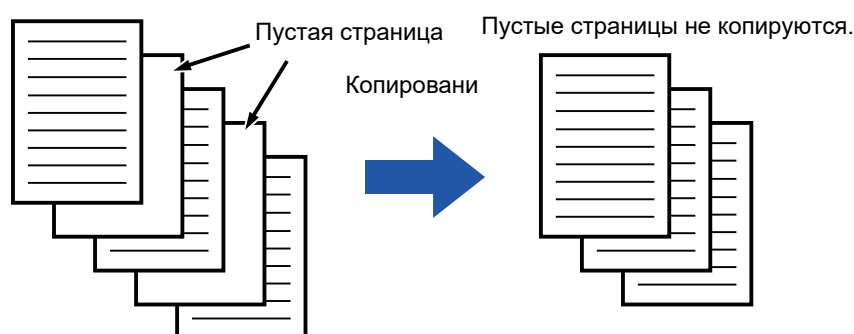 Пустая страница
Пустые страницы не копируются.
Копировани